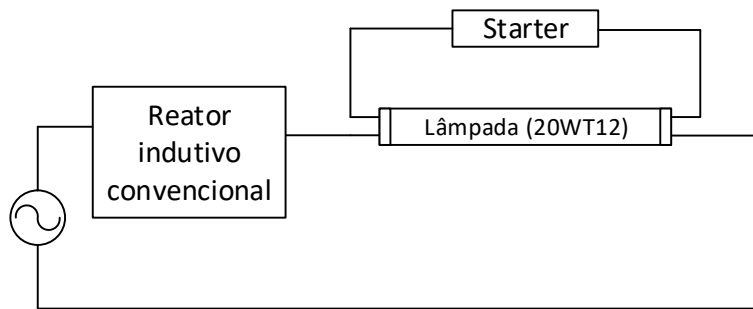 Starter
Reator
indutivo
convencional
Lâmpada (20WT12)